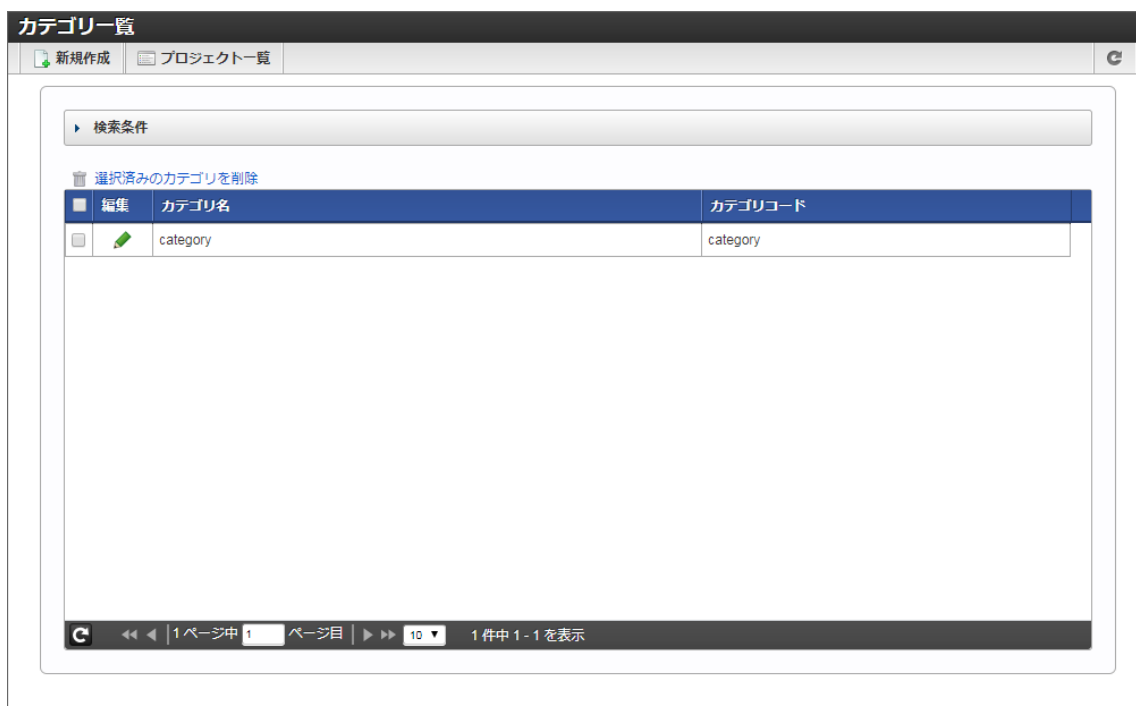 カテゴリ一覧
新規作成 プロジェクト一覧
検索条件
選択済みのカテゴリを削除
編集 カテゴリ名 カテゴリコード
category category
1 ページ中 1 ページ目 10 1 件中 1 - 1 を表示